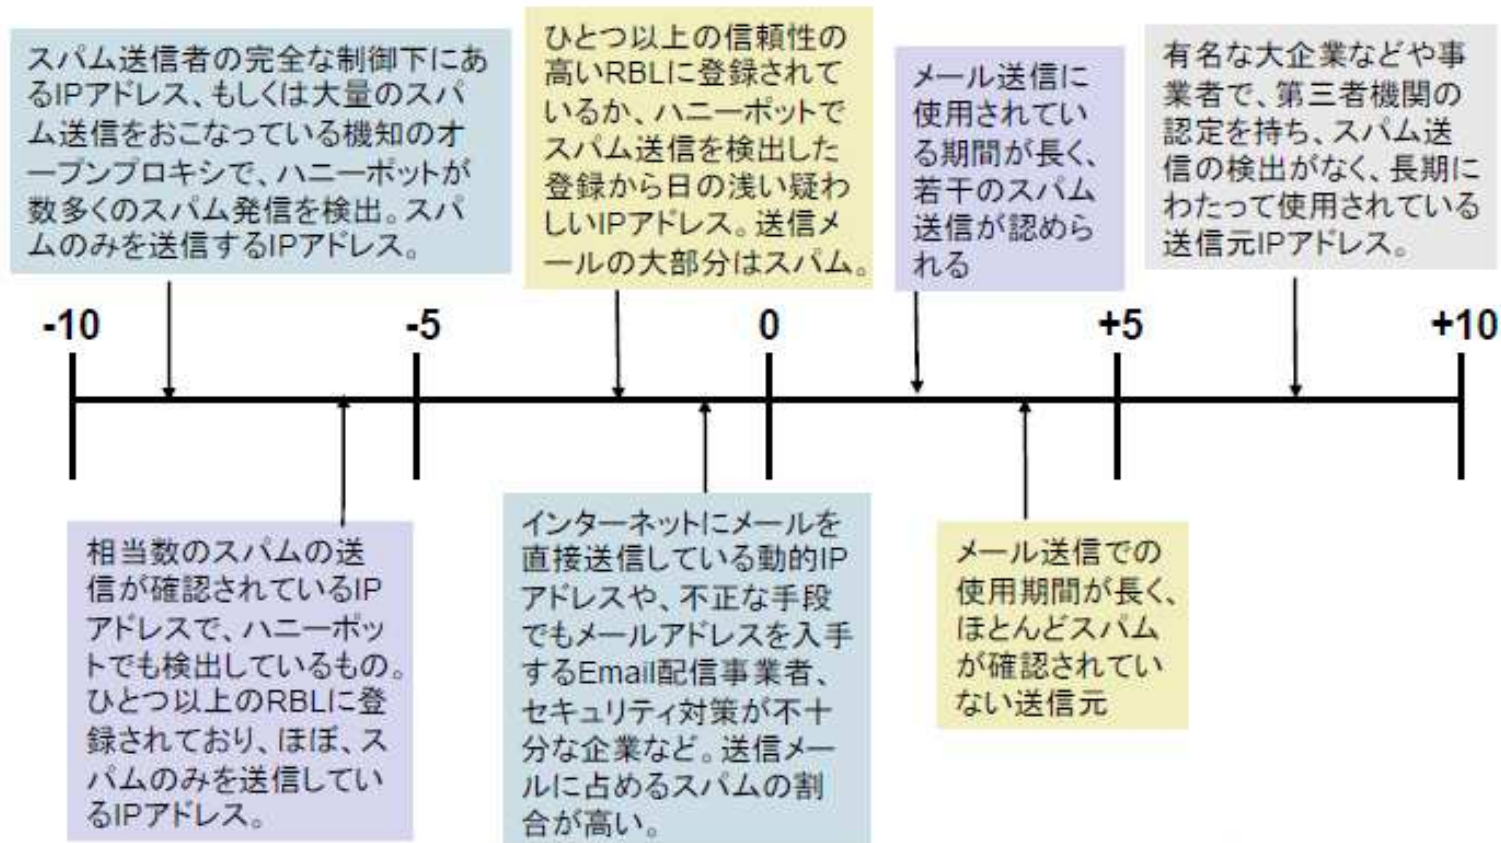 スパム送信者の完全な制御下にあ
るIPアドレス、もしくは大量のスパ
ム送信をおこなっている機知のオ
ープンプロキシで、ハニーポットが
数多くのスパム発信を検出。スパ
ムのみを送信するIPアドレス。
ひとつ以上の信頼性の
高いRBLに登録されて
いるか、ハニーポットで
スパム送信を検出した
登録から日の浅い疑わ
しいIPアドレス。送信メ
ールの大部分はスパム。
メール送信に
使用されてい
る期間が長く、
若干のスパム
送信が認めら
れる
有名な大企業などや事
業者で、第三者機関の
認定を持ち、スパム送
信の検出がなく、長期に
わたって使用されている
送信元IPアドレス。
-10
-5
0
+5
+10
相当数のスパムの送
信が確認されているIP
アドレスで、ハニーポッ
トでも検出しているもの。
ひとつ以上のRBLに登
録されており、ほぼ、ス
パムのみを送信してい
るIPアドレス。
インターネットにメールを
直接送信している動的IP
アドレスや、不正な手段
でもメールアドレスを入手
するEmail配信事業者、
セキュリティ対策が不十
分な企業など。送信メー
ルに占めるスパムの割
合が高い。
メール送信での
使用期間が長く、
ほとんどスパム
が確認されてい
ない送信元